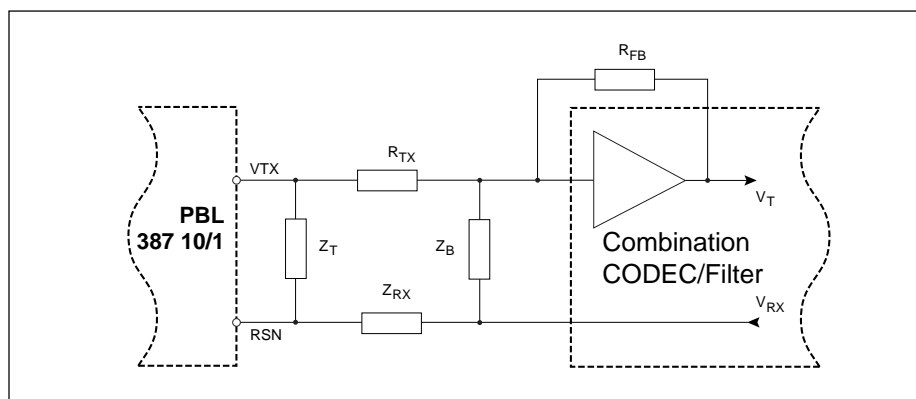 R_FB
R_TX
VTX
V_T
PBL
387 10/1
Z_T
Z_B
Combination
CODEC/Filter
Z_RX
V_RX
RSN